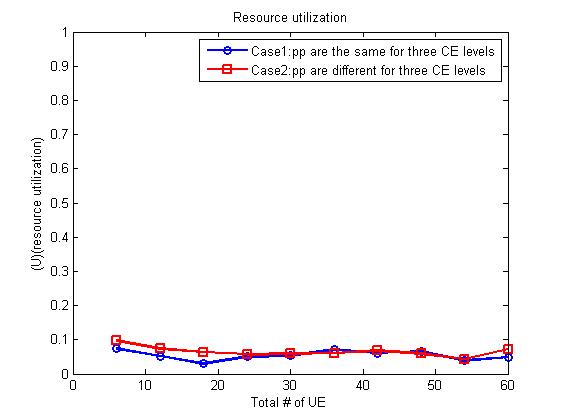 Resource utilization
Case1:pp are the same for three CE levels
Case2:pp are different for three CE levels
(U)(resource utilization)
1
0.9
0.8
0.7
0.6
0.5
0.4
0.3
0.2
0.1
0
0 10 20 30 40 50 60
Total # of UE